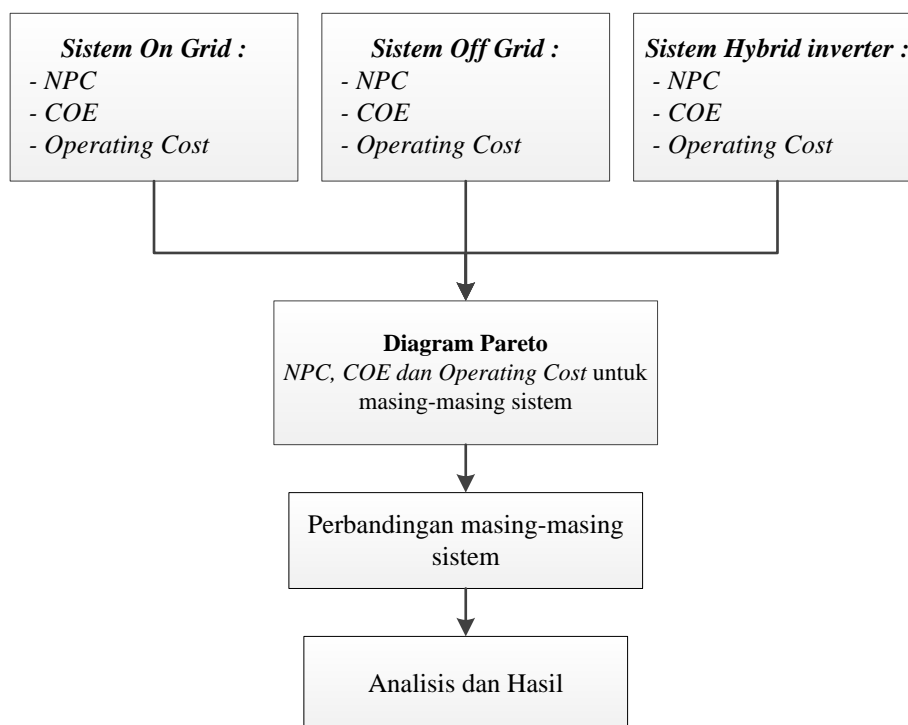 Sistem On Grid :
- NPC
- COE
- Operating Cost
Sistem Off Grid :
- NPC
- COE
- Operating Cost
Sistem Hybrid inverter :
- NPC
- COE
- Operating Cost
Diagram Pareto
NPC, COE dan Operating Cost untuk
masing-masing sistem
Perbandingan masing-masing
sistem
Analisis dan Hasil